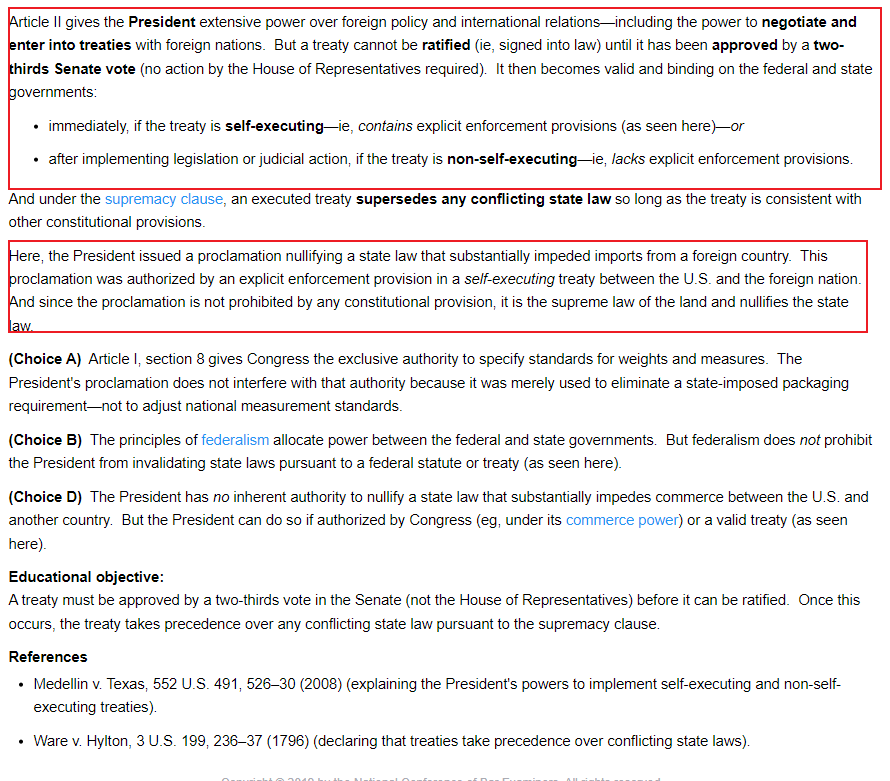 Article II gives the President extensive power over foreign policy and international relations—including the power to negotiate and
enter into treaties with foreign nations. But a treaty cannot be ratified (ie, signed into law) until it has been approved by a two-
thirds Senate vote (no action by the House of Representatives required). It then becomes valid and binding on the federal and state
governments:
• immediately, if the treaty is self-executing—ie, contains explicit enforcement provisions (as seen here)—or
• after implementing legislation or judicial action, if the treaty is non-self-executing—ie, lacks explicit enforcement provisions.
And under the supremacy clause, an executed treaty supersedes any conflicting state law so long as the treaty is consistent with
other constitutional provisions.
Here, the President issued a proclamation nullifying a state law that substantially impeded imports from a foreign country. This
proclamation was authorized by an explicit enforcement provision in a self-executing treaty between the U.S. and the foreign nation.
And since the proclamation is not prohibited by any constitutional provision, it is the supreme law of the land and nullifies the state
law.
(Choice A) Article I, section 8 gives Congress the exclusive authority to specify standards for weights and measures. The
President's proclamation does not interfere with that authority because it was merely used to eliminate a state-imposed packaging
requirement—not to adjust national measurement standards.
(Choice B) The principles of federalism allocate power between the federal and state governments. But federalism does not prohibit
the President from invalidating state laws pursuant to a federal statute or treaty (as seen here).
(Choice D) The President has no inherent authority to nullify a state law that substantially impedes commerce between the U.S. and
another country. But the President can do so if authorized by Congress (eg, under its commerce power) or a valid treaty (as seen
here).
Educational objective:
A treaty must be approved by a two-thirds vote in the Senate (not the House of Representatives) before it can be ratified. Once this
occurs, the treaty takes precedence over any conflicting state law pursuant to the supremacy clause.
References
• Medellin v. Texas, 552 U.S. 491, 526–30 (2008) (explaining the President's powers to implement self-executing and non-self-
executing treaties).
• Ware v. Hylton, 3 U.S. 199, 236–37 (1796) (declaring that treaties take precedence over conflicting state laws).